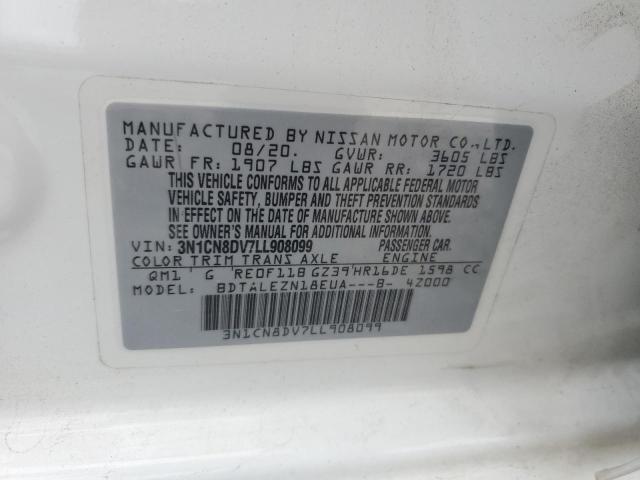 MANUFACTURED BY NISSAN MOTOR CO.,LTD.
DATE: 08/20. GVWR: 3605 LBS
GAWR FR: 1907 LBS GAWR RR: 1720 LBS
THIS VEHICLE CONFORMS TO ALL APPLICABLE FEDERAL MOTOR
VEHICLE SAFETY, BUMPER AND THEFT PREVENTION STANDARDS
IN EFFECT ON THE DATE OF MANUFACTURE SHOWN ABOVE.
SEE OWNER'S MANUAL FOR ADDITIONAL INFORMATION.
VIN: 3N1CN8DV7LL908099 PASSENGER CAR.
COLOR TRIM TRANS AXLE ENGINE
QM1 G RE0F11B GZ39 HR16DE 1598 CC
MODEL: BDTALEZN18EUA---B- 4Z000
3N1CN8DV7LL908099